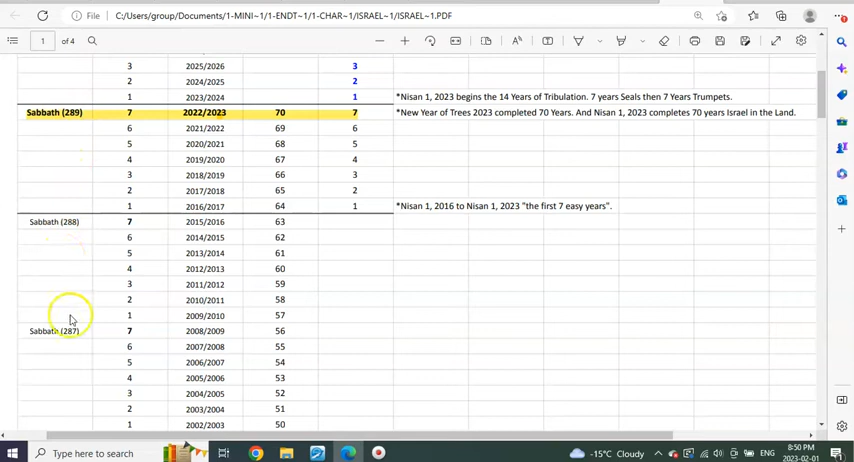 File | C:/Users/group/Documents/1-MINI~1/1-ENDT~1/1-CHAR~1/ISRAEL~1/ISRAEL~1.PDF
1 of 4
3 2025/2026 3
2 2024/2025 2
1 2023/2024 1 *Nisan 1, 2023 begins the 14 Years of Tribulation. 7 years Seals then 7 Years Trumpets.
Sabbath (289) 7 2022/2023 70 7 *New Year of Trees 2023 completed 70 Years. And Nisan 1, 2023 completes 70 years Israel in the Land.
6 2021/2022 69 6
5 2020/2021 68 5
4 2019/2020 67 4
3 2018/2019 66 3
2 2017/2018 65 2
1 2016/2017 64 1 *Nisan 1, 2016 to Nisan 1, 2023 "the first 7 easy years".
Sabbath (288) 7 2015/2016 63
6 2014/2015 62
5 2013/2014 61
4 2012/2013 60
3 2011/2012 59
2 2010/2011 58
1 2009/2010 57
Sabbath (287) 7 2008/2009 56
6 2007/2008 55
5 2006/2007 54
4 2005/2006 53
3 2004/2005 52
2 2003/2004 51
1 2002/2003 50
Type here to search
-15°C Cloudy
ENG
8:50 PM
2023-02-01